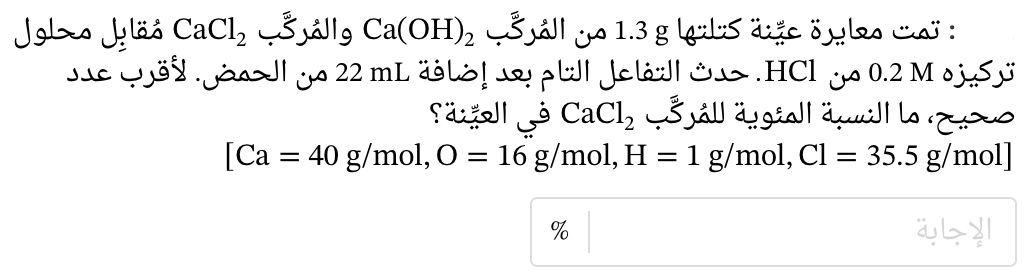 : تمت معايرة عيِّنة كتلتها 1.3 g من المُركَّب Ca(OH)₂ والمُركَّب CaCl₂ مُقابِل محلول
تركيزه 0.2 M من HCl. حدث التفاعل التام بعد إضافة 22 mL من الحمض. لأقرب عدد
صحيح، ما النسبة المئوية للمُركَّب CaCl₂ في العيِّنة؟
[Ca = 40 g/mol, O = 16 g/mol, H = 1 g/mol, Cl = 35.5 g/mol]
الإجابة %